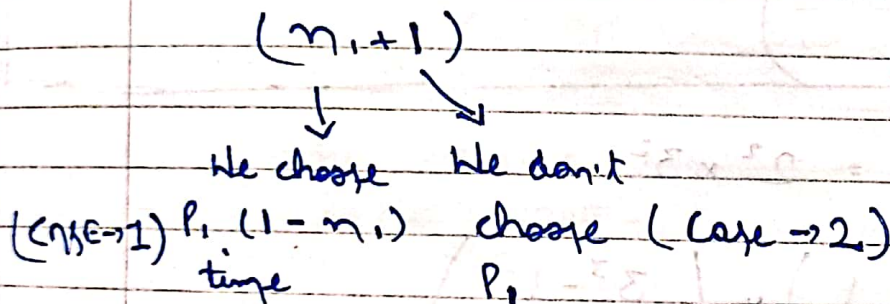 (n₁+1)
We choose We don't
(Case→1) P₁ (1-n₁) choose (Case→2)
time P₁